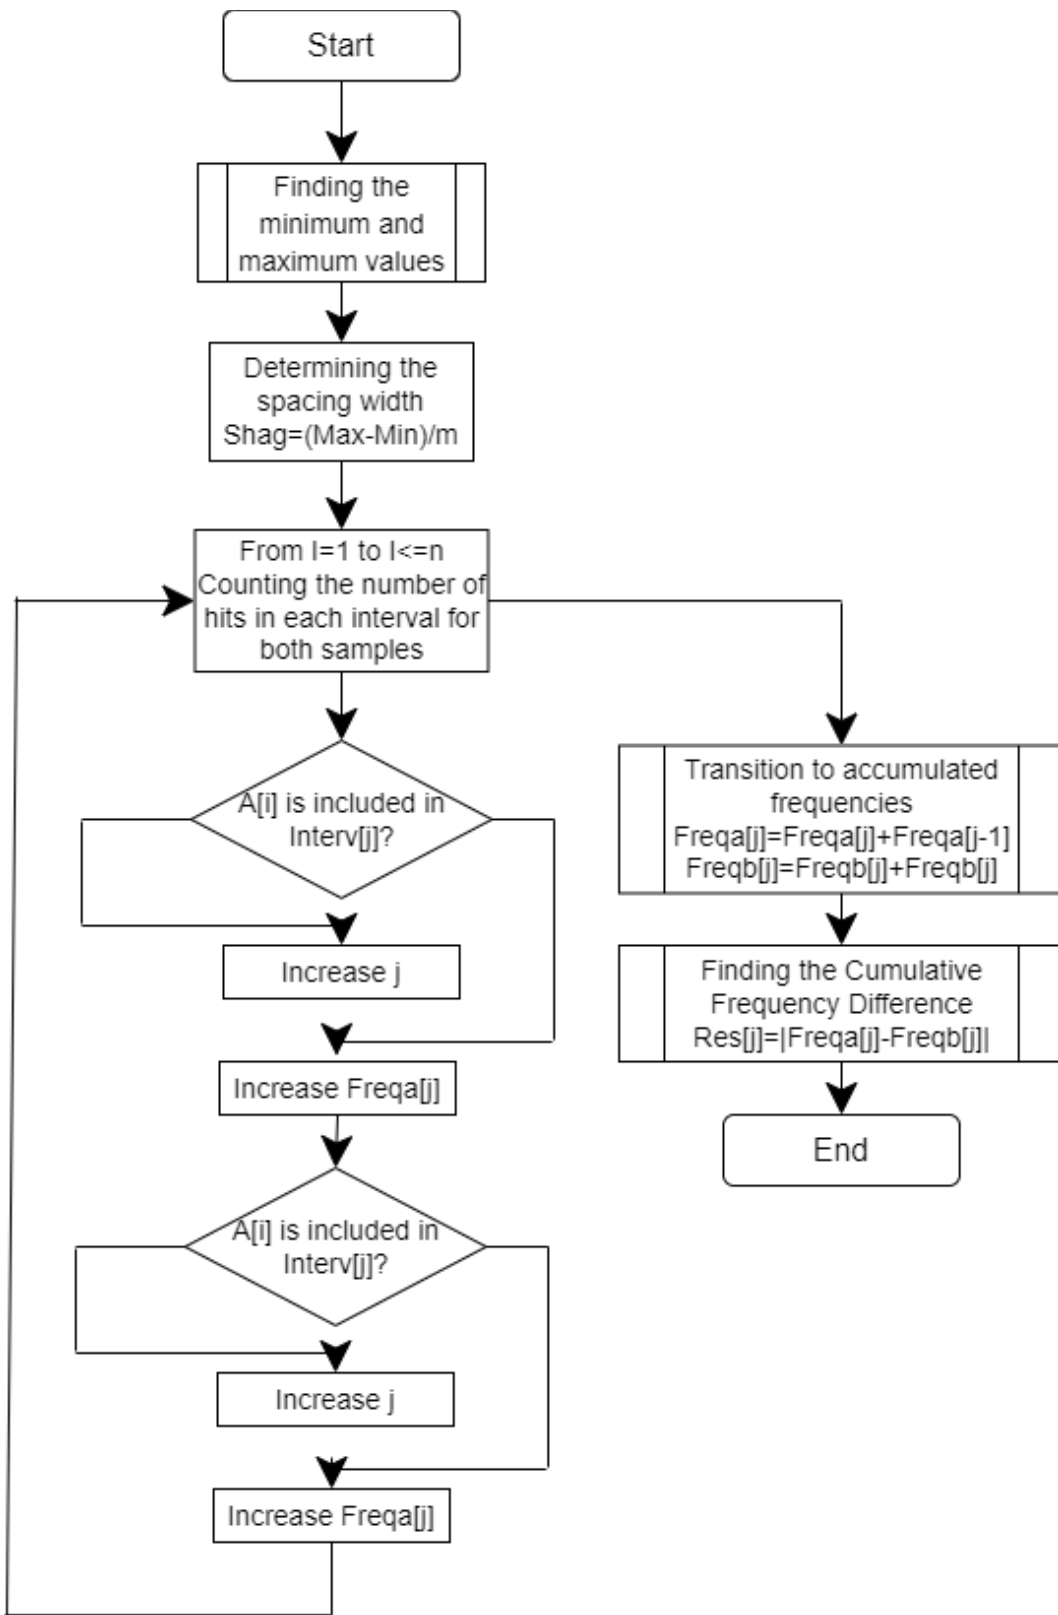 Start
Finding the
minimum and
maximum values
Determining the
spacing width
Shag=(Max-Min)/m
From I=1 to I<=n
Counting the number of
hits in each interval for
both samples
A[i] is included in
Interv[j]?
Increase j
Increase Freqa[j]
A[i] is included in
Interv[j]?
Increase j
Increase Freqa[j]
Transition to accumulated
frequencies
Freqa[j]=Freqa[j]+Freqa[j-1]
Freqb[j]=Freqb[j]+Freqb[j]
Finding the Cumulative
Frequency Difference
Res[j]=|Freqa[j]-Freqb[j]|
End